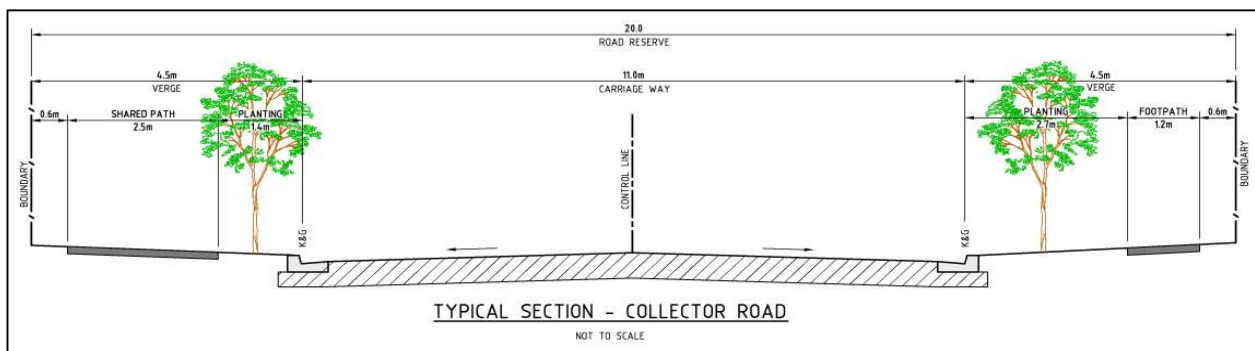 20.0
ROAD RESERVE
4.5m
VERGE
11.0m
CARRIAGE WAY
4.5m
VERGE
0.6m
SHARED PATH
2.5m
PLANTING
1.4m
PLANTING
2.7m
FOOTPATH
1.2m
0.6m
BOUNDARY
K&G
CONTROL LINE
K&G
BOUNDARY
TYPICAL SECTION - COLLECTOR ROAD
NOT TO SCALE